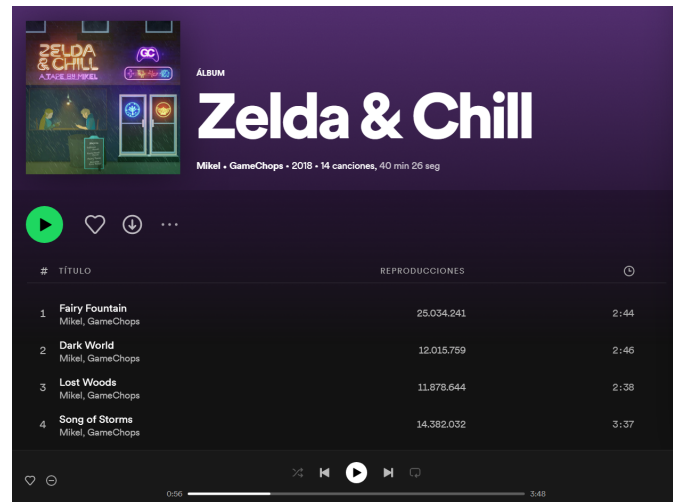 ZELDA
& CHILL
A TAPE BY MIKEL
GC
ÁLBUM
Zelda & Chill
Mikel • GameChops • 2018 • 14 canciones, 40 min 26 seg
# TÍTULO REPRODUCCIONES
1 Fairy Fountain 25.034.241 2:44
Mikel, GameChops
2 Dark World 12.015.759 2:46
Mikel, GameChops
3 Lost Woods 11.878.644 2:38
Mikel, GameChops
4 Song of Storms 14.382.032 3:37
Mikel, GameChops
0:56 3:48